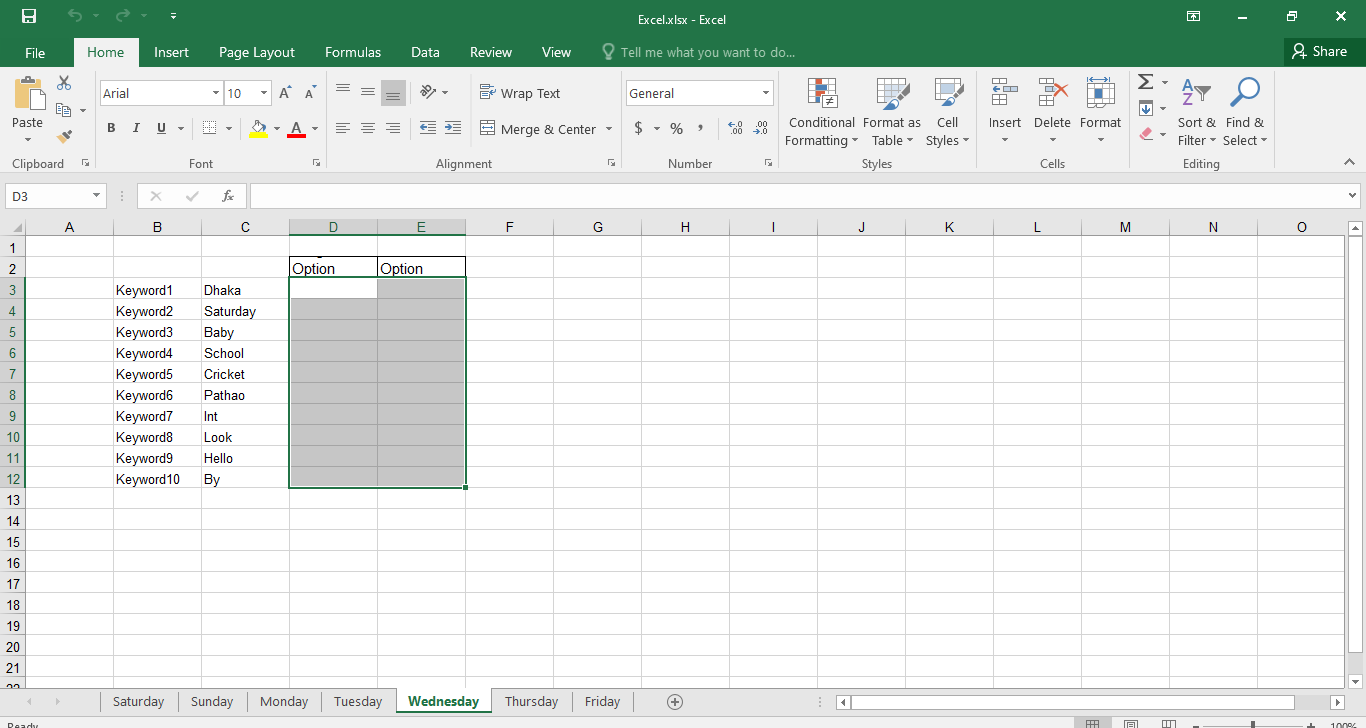 Excel.xlsx - Excel
File Home Insert Page Layout Formulas Data Review View Tell me what you want to do... Share
Arial 10 A A Wrap Text General
Paste B I U A Merge & Center $ % , .00 .0
Conditional Formatting Format as Table Cell Styles Insert Delete Format Sort & Filter Find & Select
Clipboard Font Alignment Number Styles Cells Editing
D3 fx
A B C D E F G H I J K L M N O
1
2 Option Option
3 Keyword1 Dhaka
4 Keyword2 Saturday
5 Keyword3 Baby
6 Keyword4 School
7 Keyword5 Cricket
8 Keyword6 Pathao
9 Keyword7 Int
10 Keyword8 Look
11 Keyword9 Hello
12 Keyword10 By
13
14
15
16
17
18
19
20
21
Saturday Sunday Monday Tuesday Wednesday Thursday Friday
Ready 100%